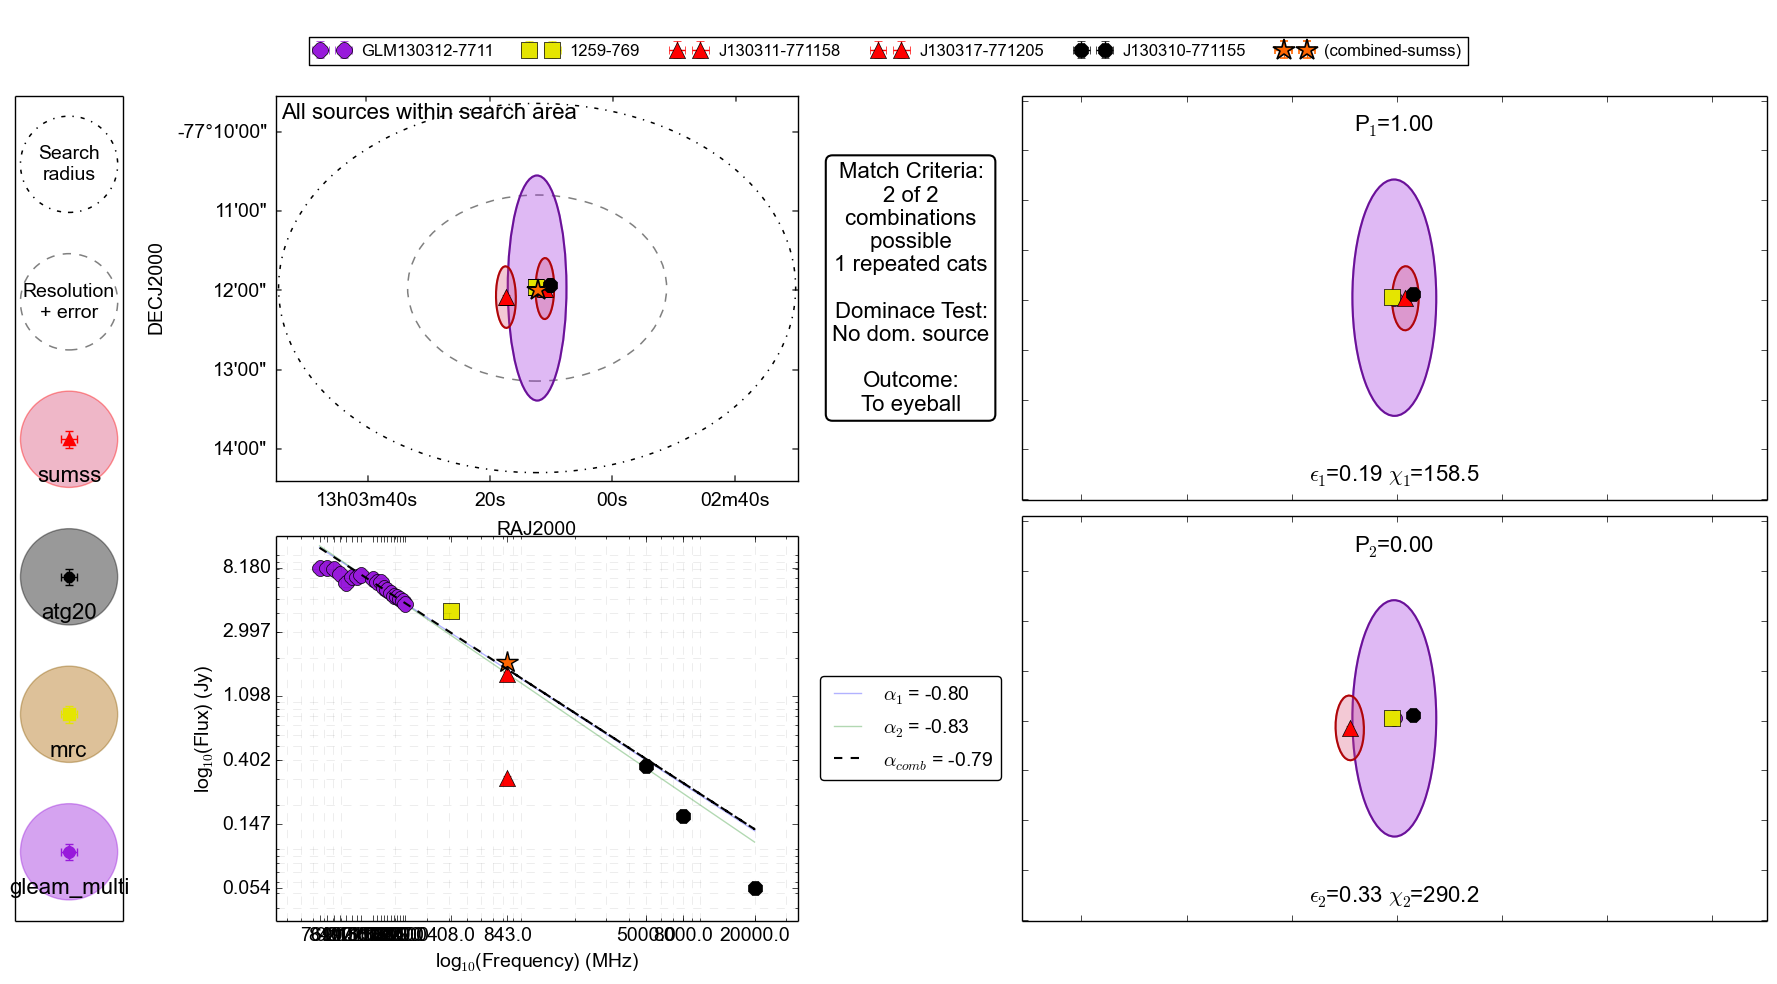 GLM130312-7711 1259-769 J130311-771158 J130317-771205 J130310-771155 (combined-sumss)
Search
radius
Resolution
+ error
sumss
atg20
mrc
gleam_multi
All sources within search area
DECJ2000
-77°10'00"
11'00"
12'00"
13'00"
14'00"
13h03m40s 20s 00s 02m40s
RAJ2000
Match Criteria:
2 of 2
combinations
possible
1 repeated cats
Dominace Test:
No dom. source
Outcome:
To eyeball
P1=1.00
ϵ1=0.19 χ1=158.5
log10(Flux) (Jy)
8.180
2.997
1.098
0.402
0.147
0.054
408.0 843.0 5000.0 8000.0 20000.0
log10(Frequency) (MHz)
α1 = -0.80
α2 = -0.83
αcomb = -0.79
P2=0.00
ϵ2=0.33 χ2=290.2